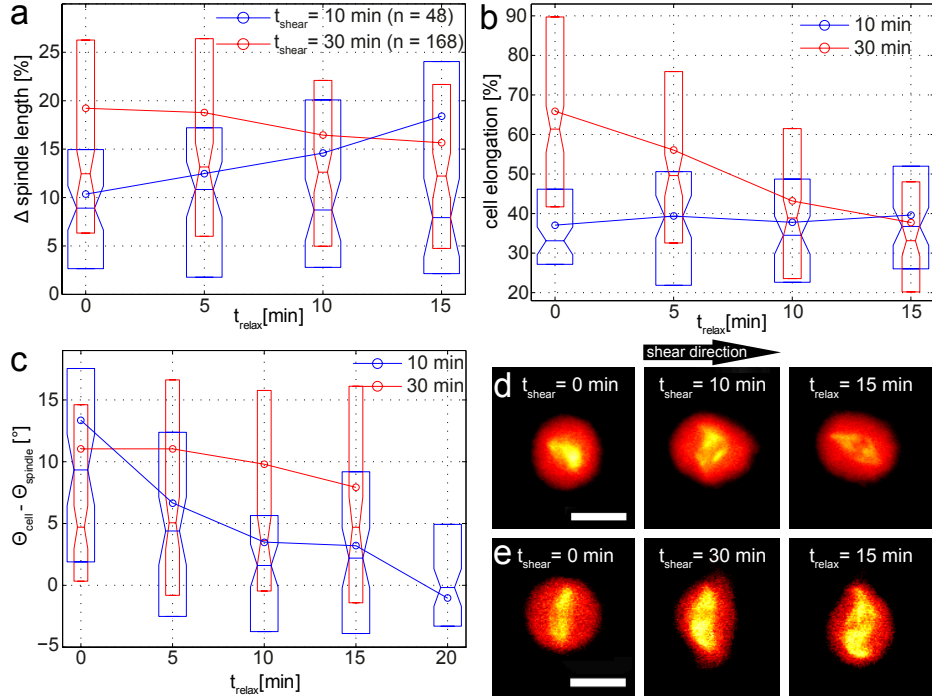 a
t_shear = 10 min (n = 48)
t_shear = 30 min (n = 168)
Δ spindle length [%]
25
20
15
10
5
0
0 5 10 15
t_relax[min]
b
10 min
30 min
cell elongation [%]
90
80
70
60
50
40
30
20
0 5 10 15
t_relax[min]
c
10 min
30 min
Θ_cell - Θ_spindle [°]
15
10
5
0
−5
0 5 10 15 20
t_relax[min]
shear direction
d
t_shear= 0 min t_shear= 10 min t_relax= 15 min
e
t_shear= 0 min t_shear= 30 min t_relax= 15 min